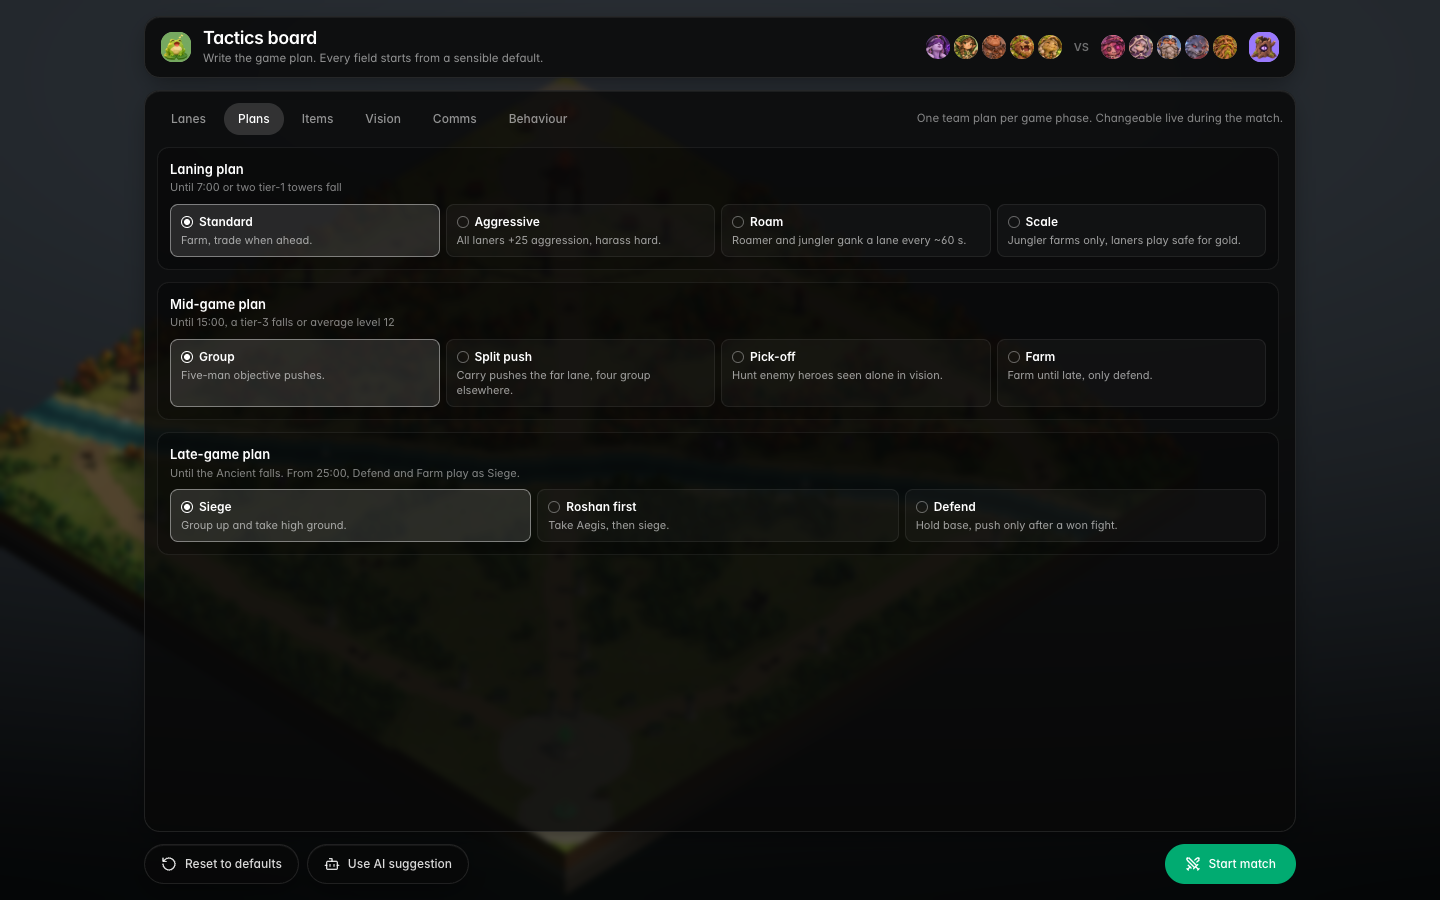 Tactics board
Write the game plan. Every field starts from a sensible default.
VS
Lanes
Plans
Items
Vision
Comms
Behaviour
One team plan per game phase. Changeable live during the match.
Laning plan
Until 7:00 or two tier-1 towers fall
Standard
Farm, trade when ahead.
Aggressive
All laners +25 aggression, harass hard.
Roam
Roamer and jungler gank a lane every ~60 s.
Scale
Jungler farms only, laners play safe for gold.
Mid-game plan
Until 15:00, a tier-3 falls or average level 12
Group
Five-man objective pushes.
Split push
Carry pushes the far lane, four group
elsewhere.
Pick-off
Hunt enemy heroes seen alone in vision.
Farm
Farm until late, only defend.
Late-game plan
Until the Ancient falls. From 25:00, Defend and Farm play as Siege.
Siege
Group up and take high ground.
Roshan first
Take Aegis, then siege.
Defend
Hold base, push only after a won fight.
Reset to defaults
Use AI suggestion
Start match